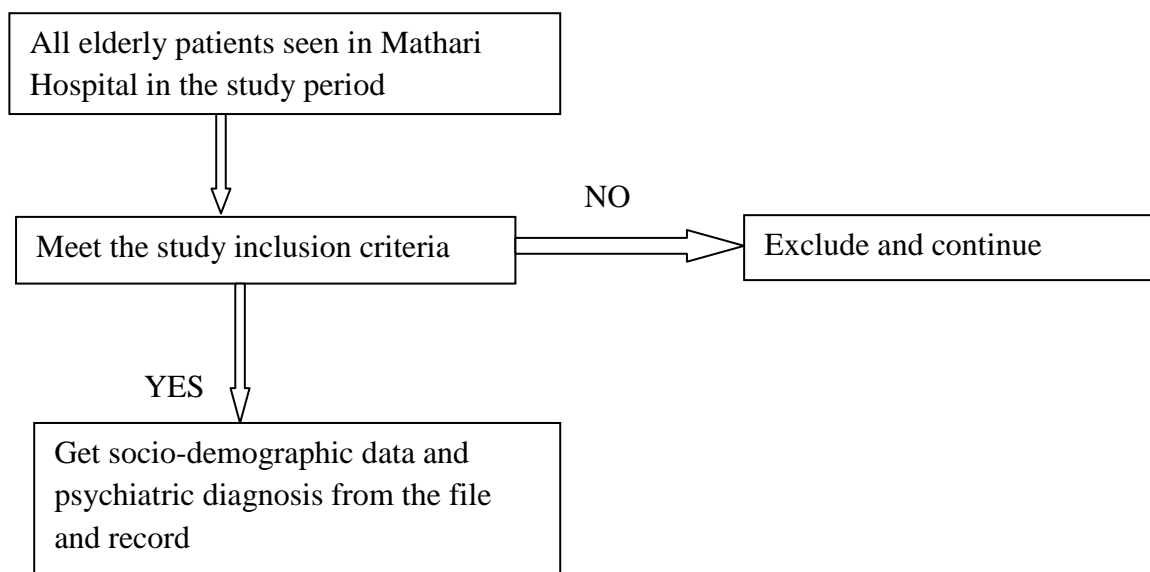 All elderly patients seen in Mathari
Hospital in the study period
NO
Meet the study inclusion criteria
Exclude and continue
YES
Get socio-demographic data and
psychiatric diagnosis from the file
and record